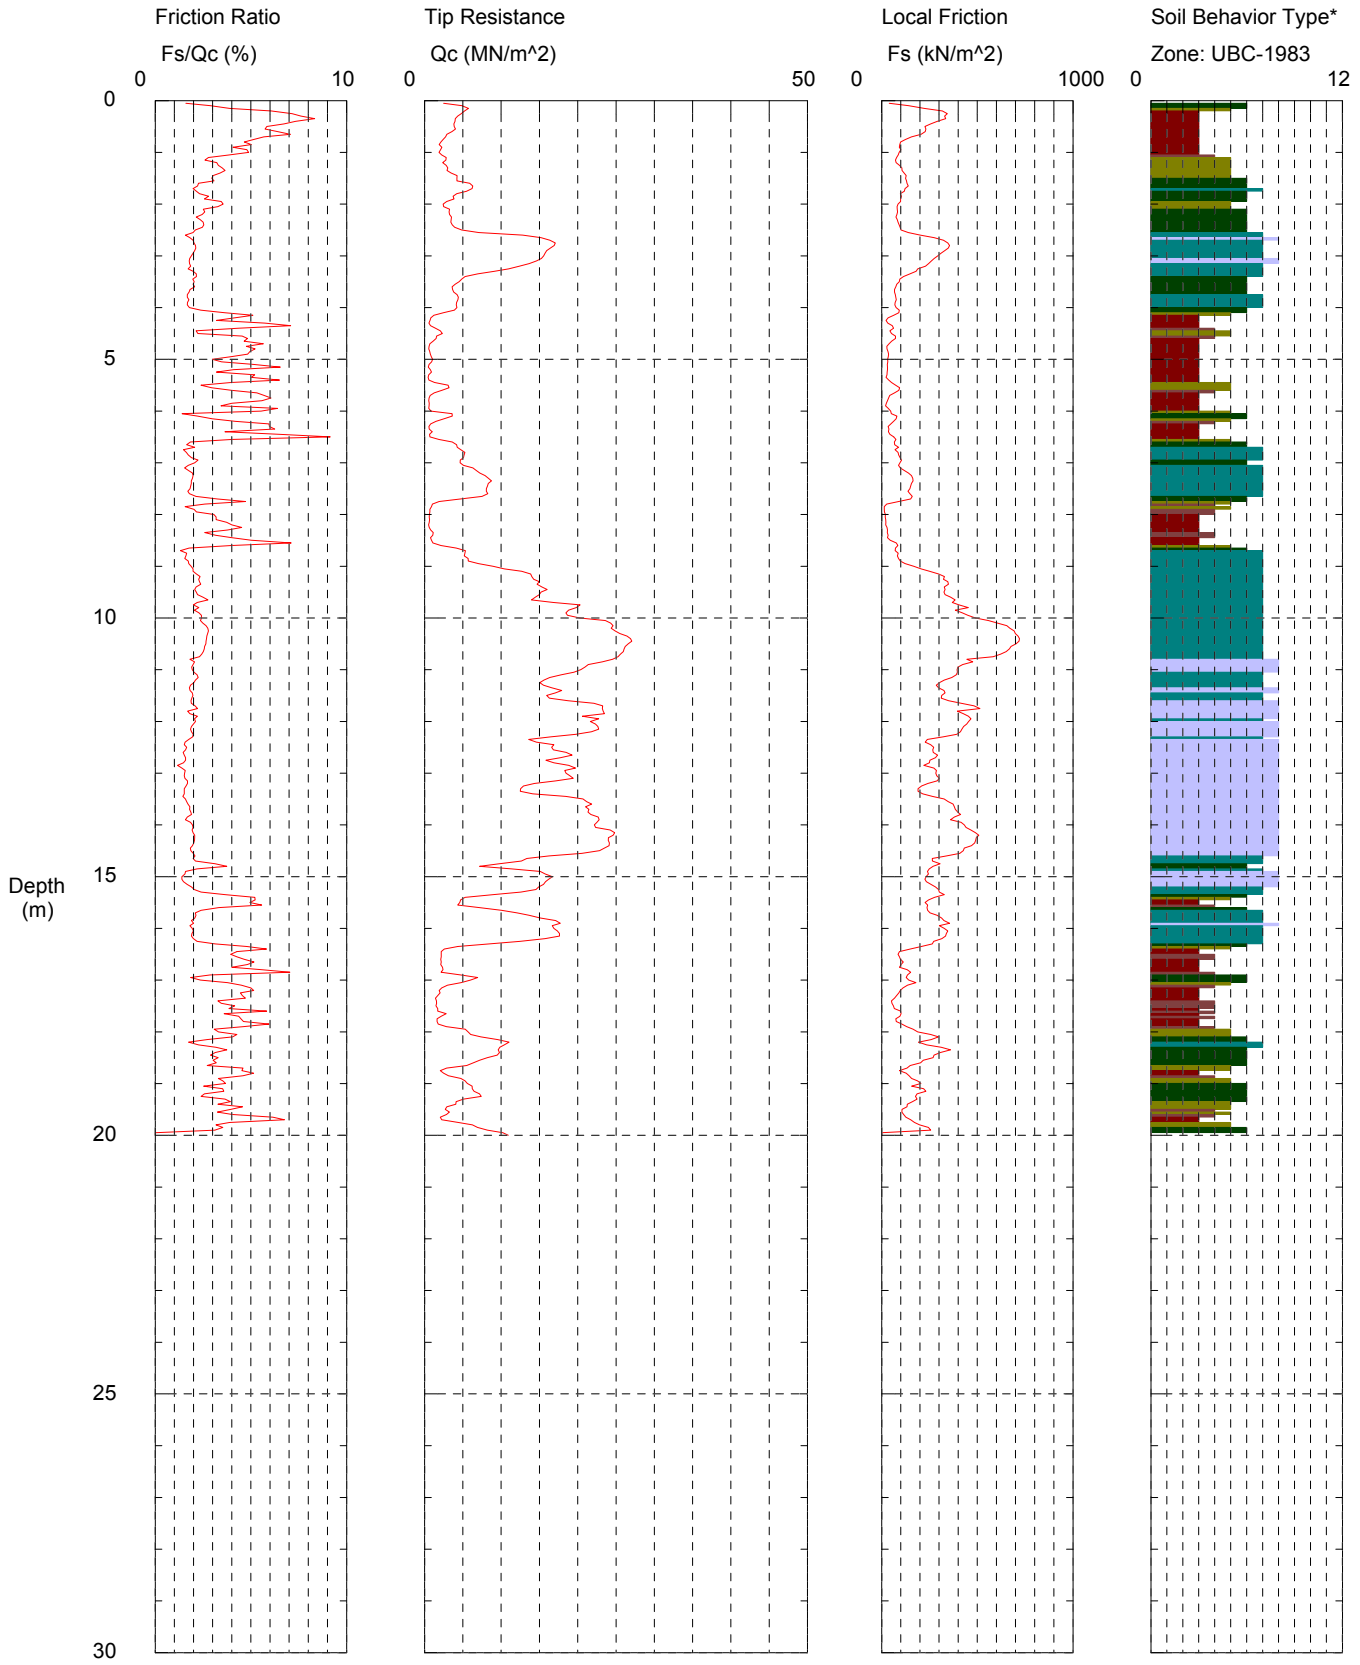 Friction Ratio
Tip Resistance
Local Friction
Soil Behavior Type*
Fs/Qc (%)
Qc (MN/m^2)
Fs (kN/m^2)
Zone: UBC-1983
0 10
0 50
0 1000
0 12
0
5
10
15
Depth
(m)
20
25
30